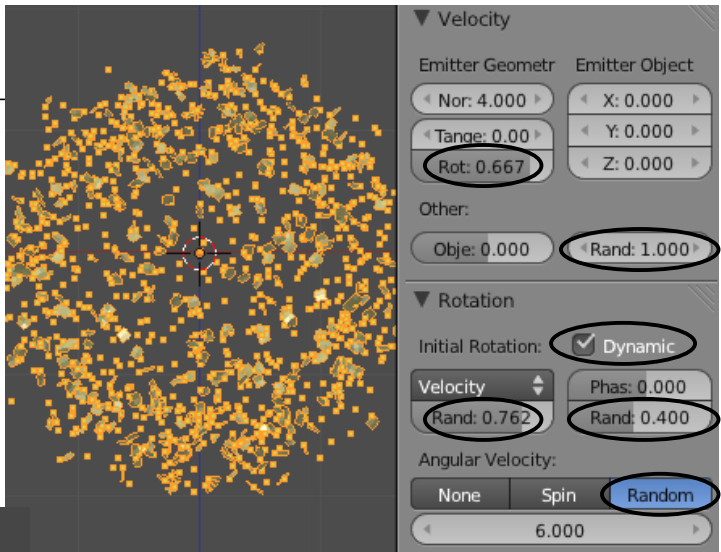 Velocity
Emitter Geometr Emitter Object
Nor: 4.000 X: 0.000
Tange: 0.00 Y: 0.000
Rot: 0.667 Z: 0.000
Other:
Obje: 0.000 Rand: 1.000
Rotation
Initial Rotation: Dynamic
Velocity Phas: 0.000
Rand: 0.762 Rand: 0.400
Angular Velocity:
None Spin Random
6.000